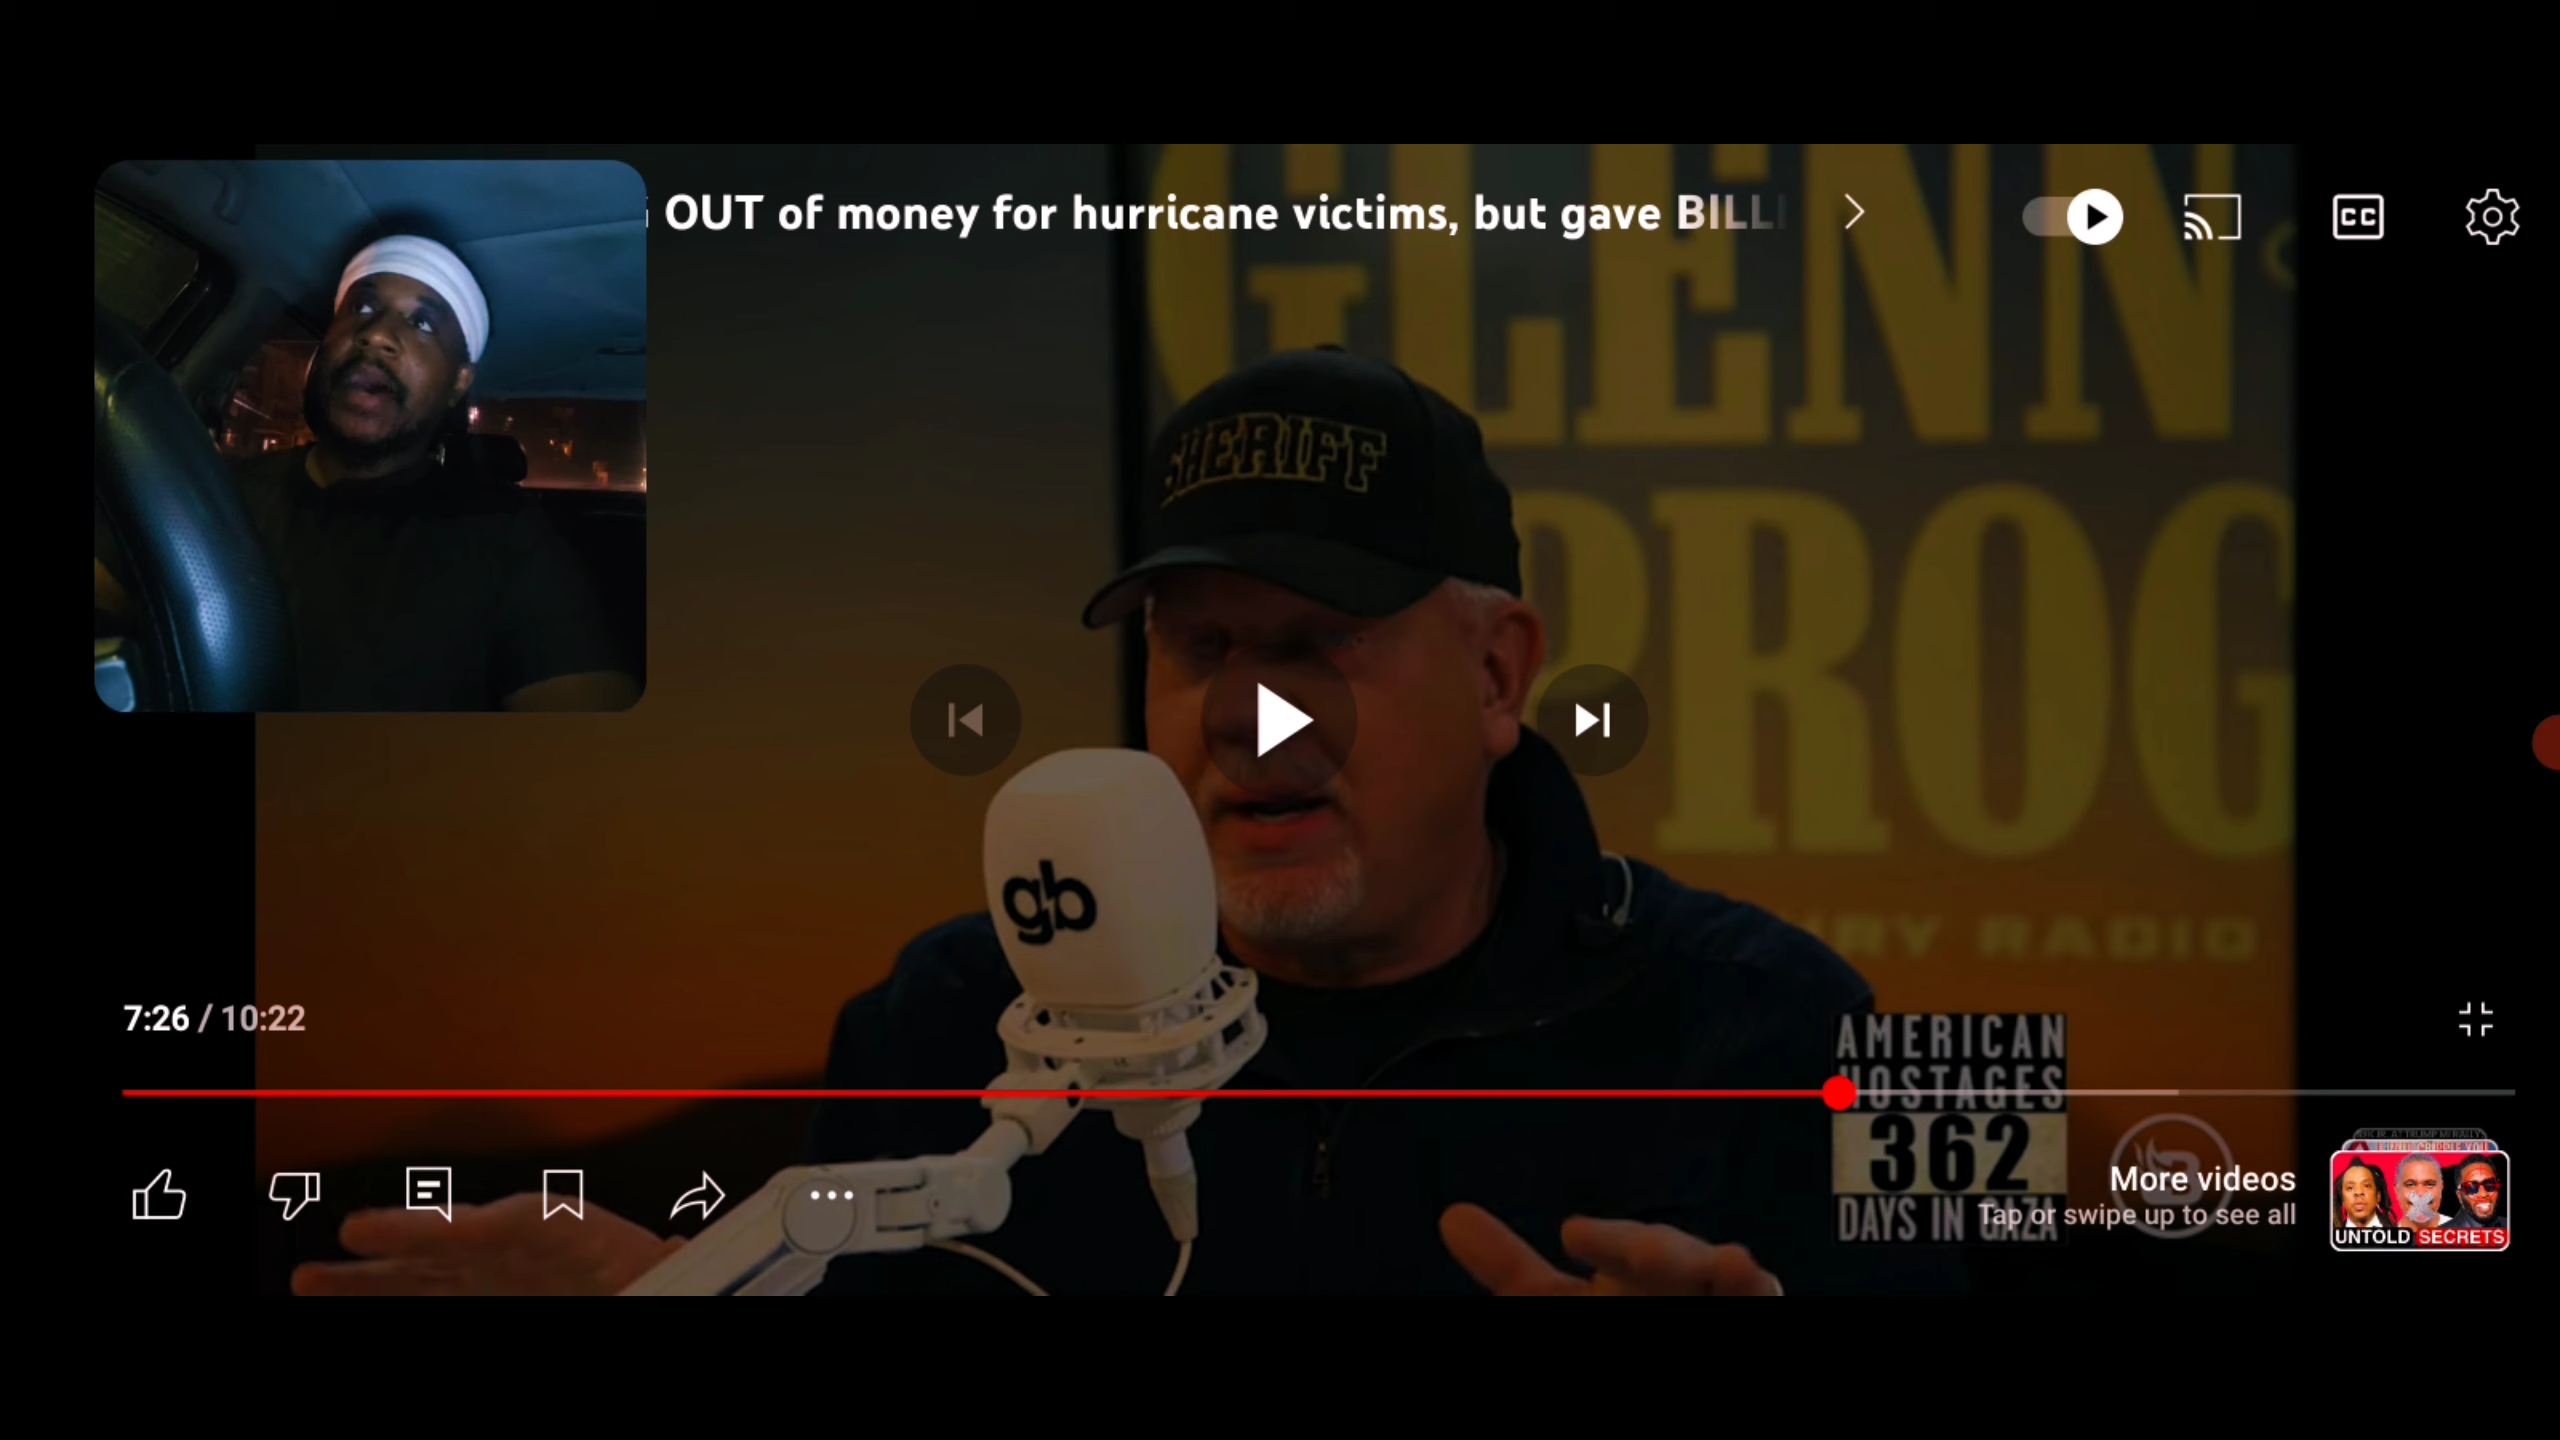 OUT of money for hurricane victims, but gave BILL
CC
GLENN
SHERIFF
PROG
RY RADIO
gb
7:26 / 10:22
AMERICAN
HOSTAGES
362
DAYS IN GAZA
More videos
Tap or swipe up to see all
UNTOLD SECRETS